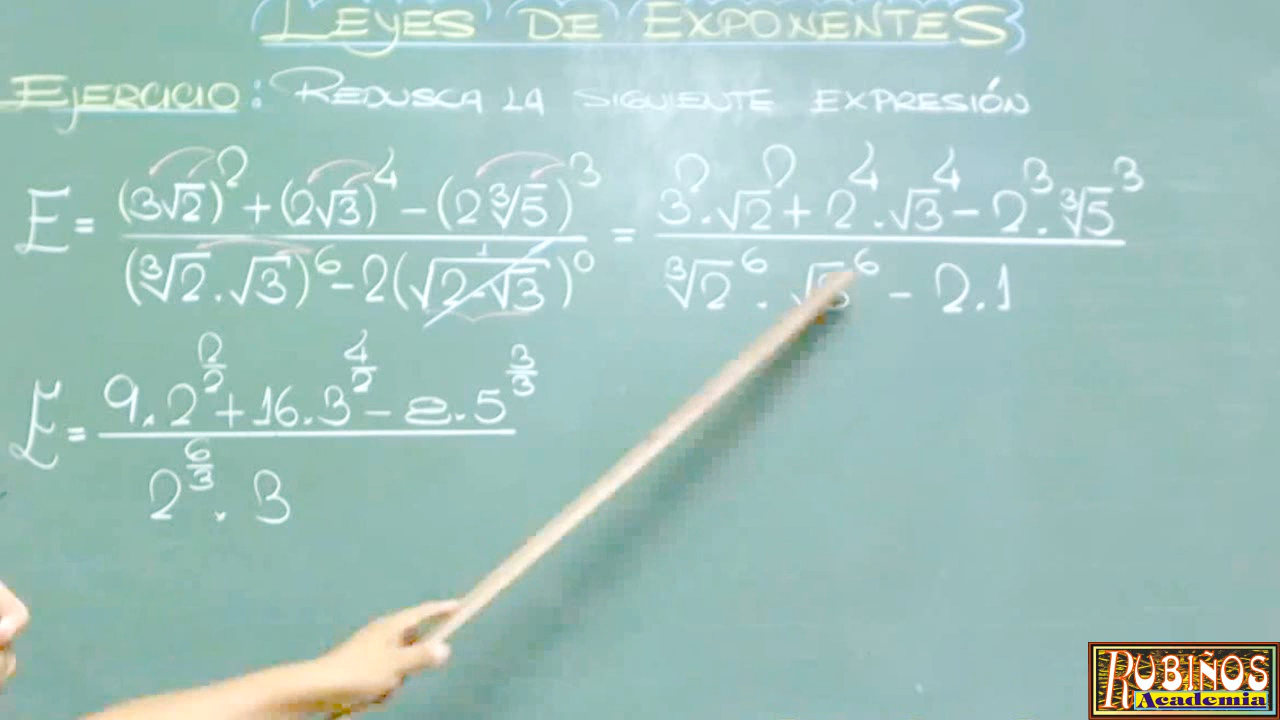 LEYES DE EXPONENTES
EJERCICIO: REDUSCA LA SIGUIENTE EXPRESIÓN
E = ((3√2)² + (2√3)⁴ − (2∛5)³) / ((∛2.√3)⁶ − 2(√(2-√3))⁰) = (3².√2² + 2⁴.√3⁴ − 2³.∛5³) / (∛2⁶.√3⁶ − 2.1)
E = (9.2^(2/2) + 16.3^(4/2) − 8.5^(3/3)) / (2^(6/3).3)
RUBIÑOS
Academia